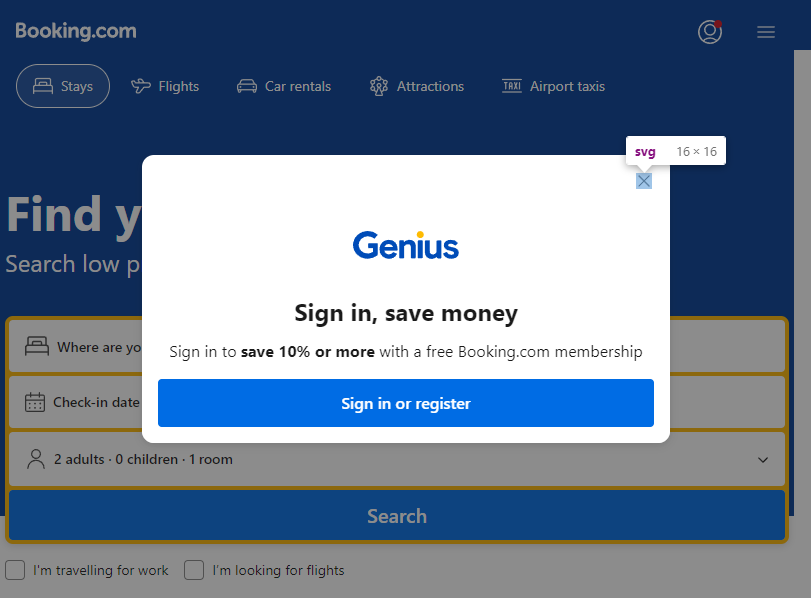 Booking.com
Stays
Flights
Car rentals
Attractions
TAXI Airport taxis
svg 16 × 16
Find y
Search low p
Genius
Sign in, save money
Sign in to save 10% or more with a free Booking.com membership
Sign in or register
Where are yo
Check-in date
2 adults · 0 children · 1 room
Search
I'm travelling for work
I'm looking for flights